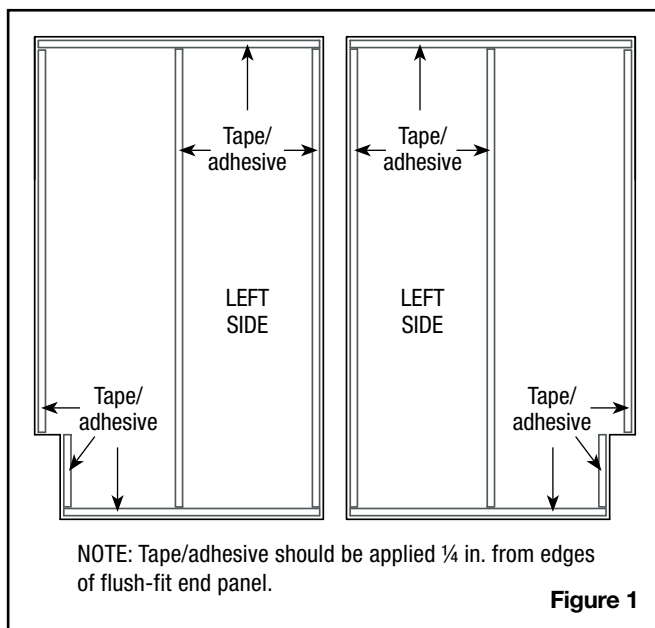 Tape/
adhesive
Tape/
adhesive
LEFT
SIDE
LEFT
SIDE
Tape/
adhesive
Tape/
adhesive
NOTE: Tape/adhesive should be applied ¼ in. from edges
of flush-fit end panel.
Figure 1